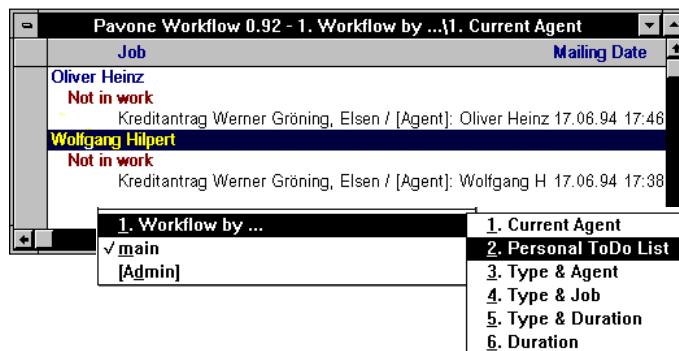 Pavone Workflow 0.92 - 1. Workflow by ...\1. Current Agent
Job Mailing Date
Oliver Heinz
Not in work
Kreditantrag Werner Gröning, Elsen / [Agent]: Oliver Heinz 17.06.94 17:46
Wolfgang Hilpert
Not in work
Kreditantrag Werner Gröning, Elsen / [Agent]: Wolfgang H 17.06.94 17:38
1. Workflow by ...
√ main
[Admin]
1. Current Agent
2. Personal ToDo List
3. Type & Agent
4. Type & Job
5. Type & Duration
6. Duration